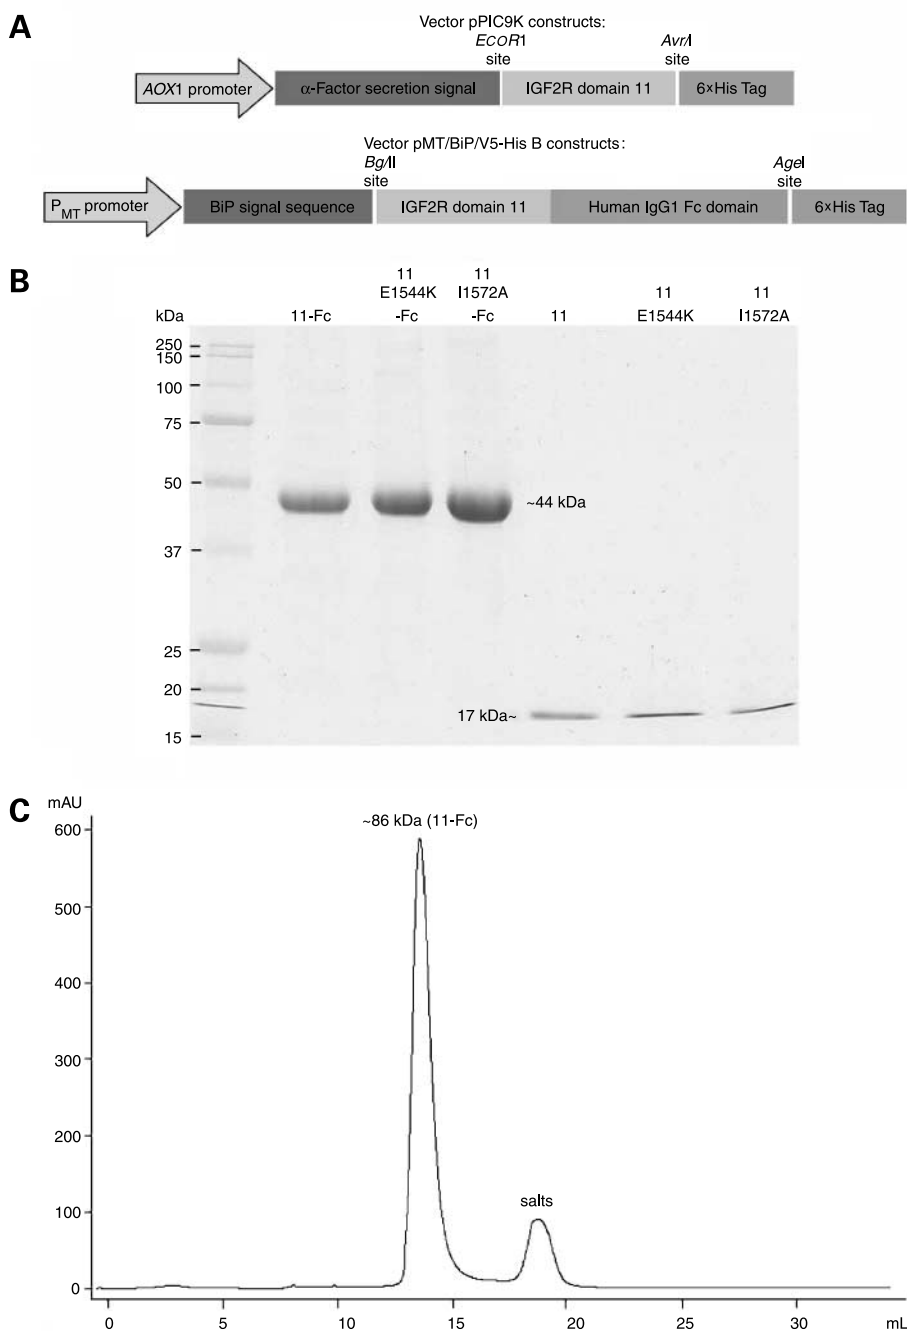 A
Vector pPIC9K constructs:
EcoR1
site
AvrI
site
AOX1 promoter
α-Factor secretion signal
IGF2R domain 11
6×His Tag
Vector pMT/BiP/V5-His B constructs:
BglII
site
AgeI
site
PMT promoter
BiP signal sequence
IGF2R domain 11
Human IgG1 Fc domain
6×His Tag
B
kDa
11-Fc
11
E1544K
-Fc
11
I1572A
-Fc
11
11
E1544K
11
I1572A
250
150
100
75
50
37
25
20
15
~44 kDa
17 kDa~
C
mAU
~86 kDa (11-Fc)
600
500
400
300
200
100
0
salts
0
5
10
15
20
25
30
mL